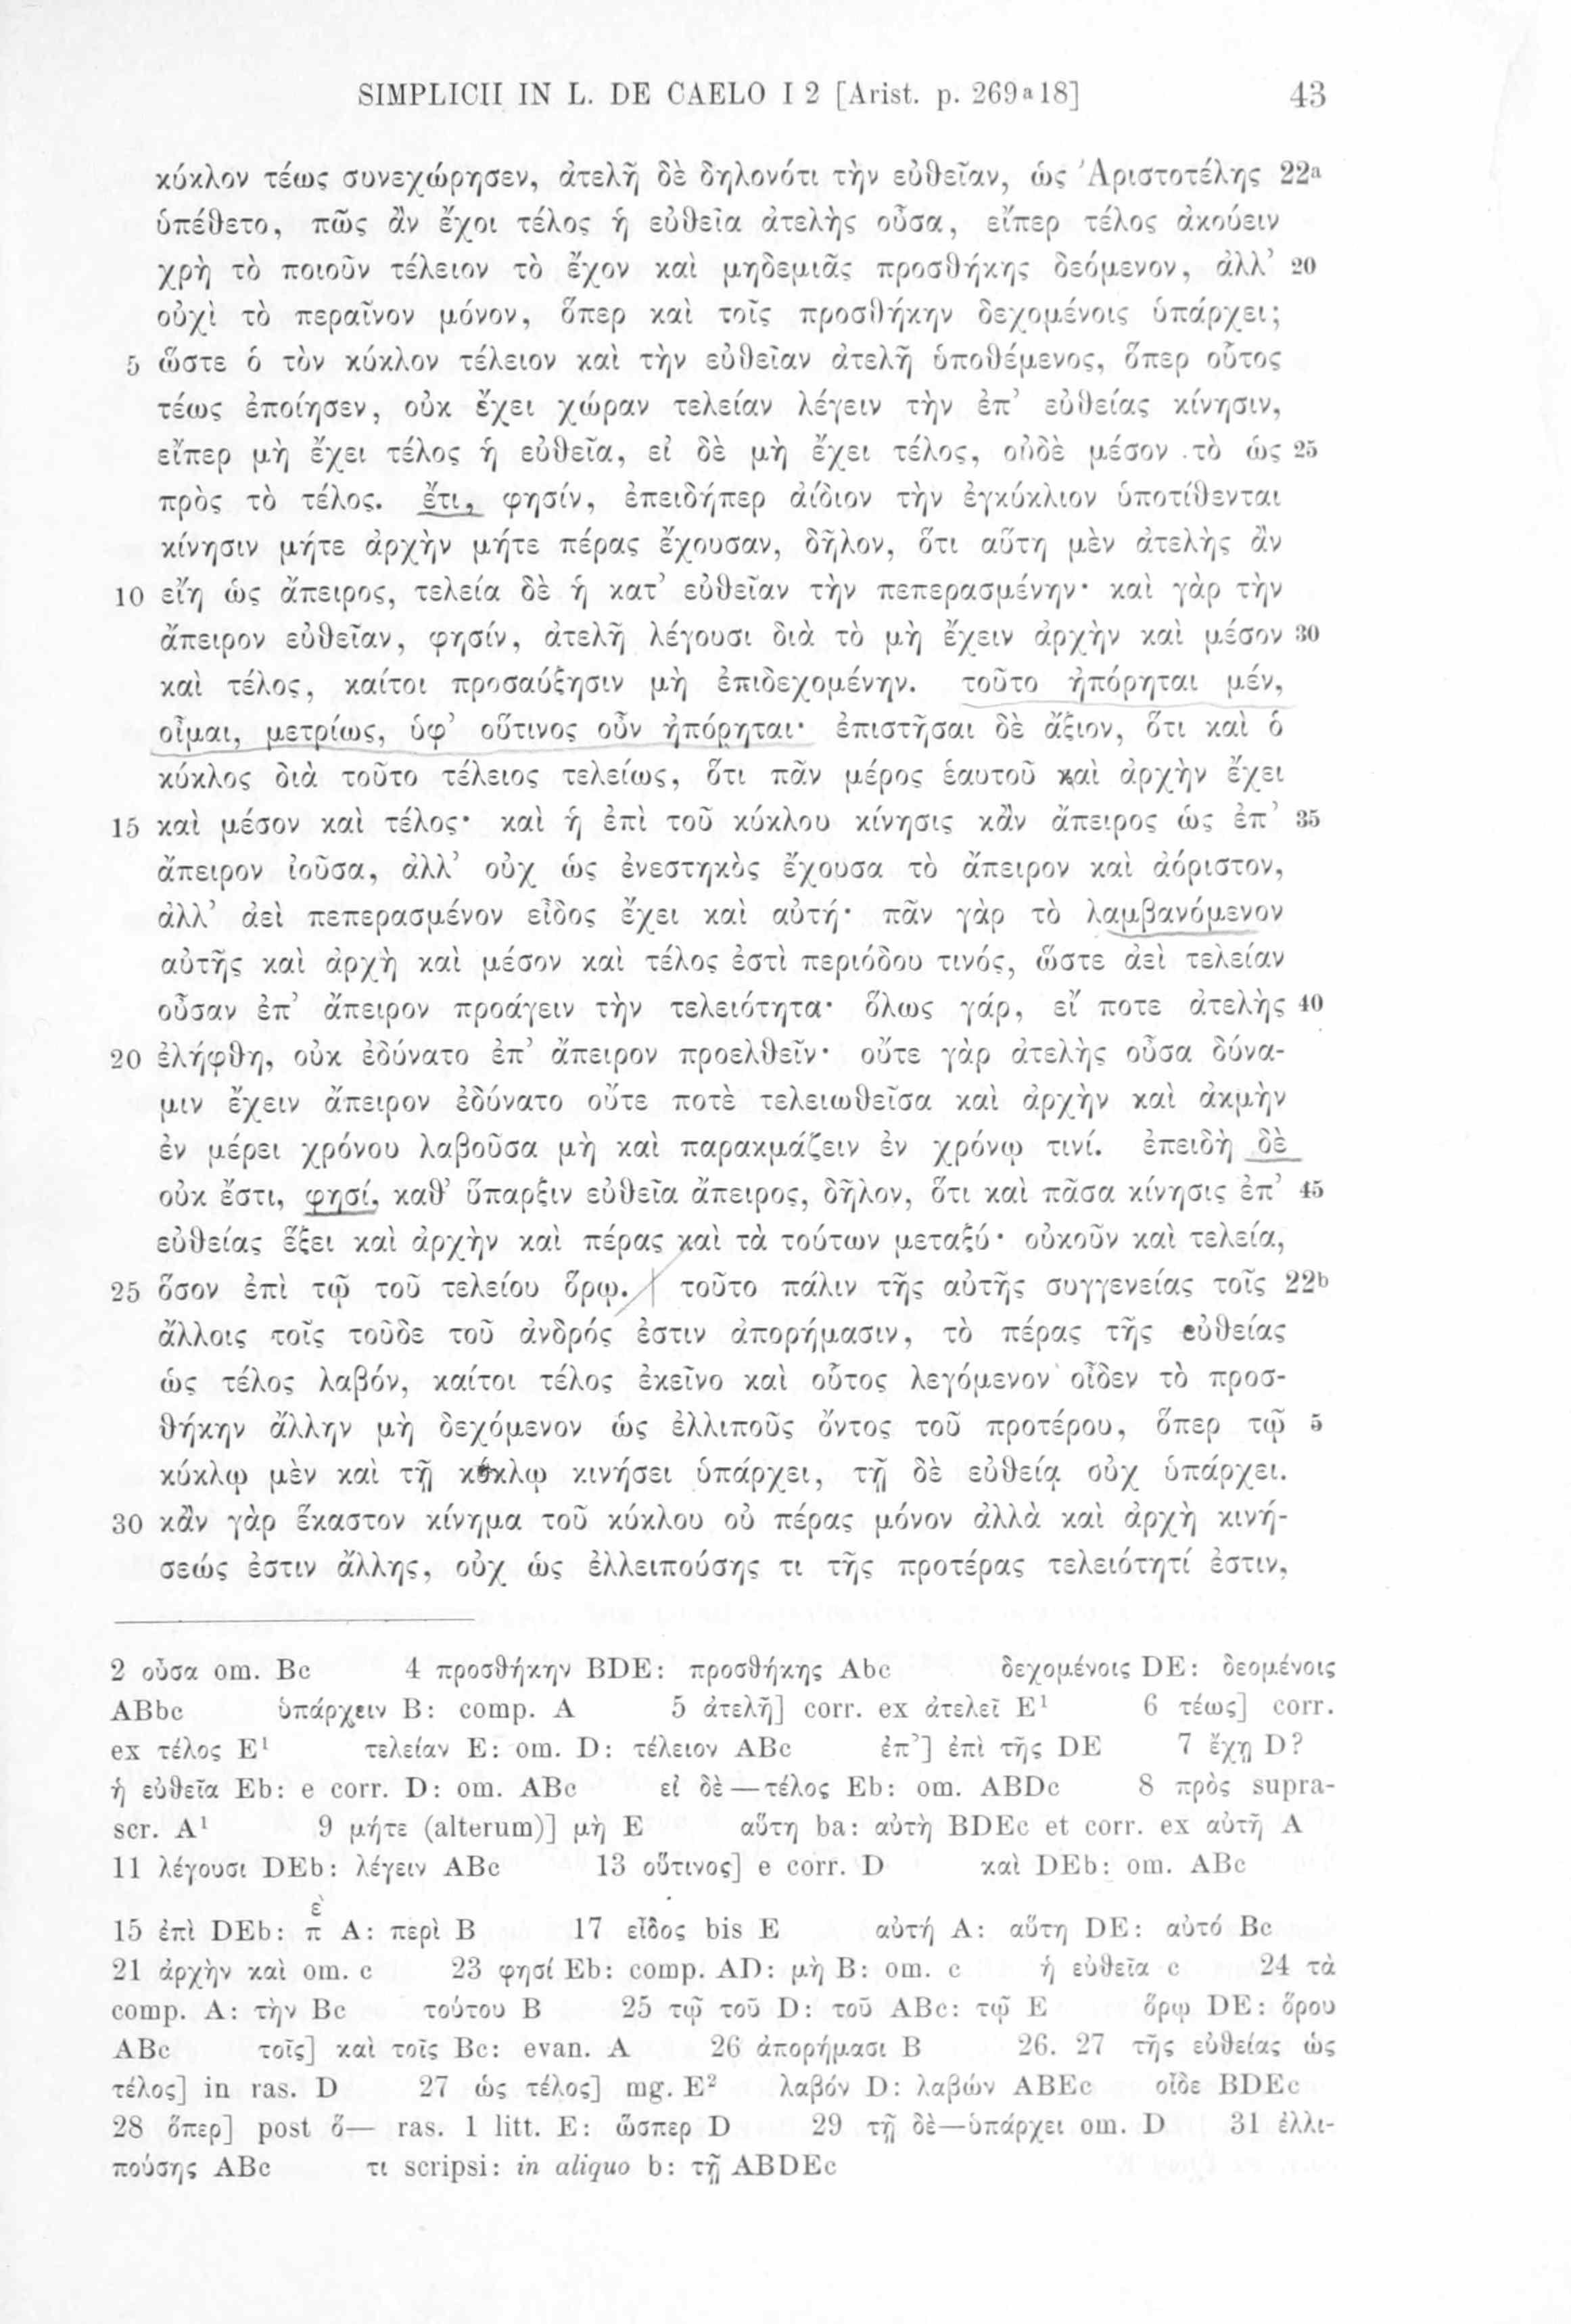 SIMPLICII IN L. DE CAELO I 2 [Arist. p. 269a18] 43
κύκλον τέως συνεχώρησεν, ἀτελῆ δὲ δηλονότι τὴν εὐθεῖαν, ὡς Ἀριστοτέλης 22a
ὑπέθετο, πῶς ἂν ἔχοι τέλος ἡ εὐθεῖα ἀτελὴς οὖσα, εἴπερ τέλος ἀκούειν
χρὴ τὸ ποιοῦν τέλειον τὸ ἔχον καὶ μηδεμιᾶς προσθήκης δεόμενον, ἀλλ’ 20
οὐχὶ τὸ περαῖνον μόνον, ὅπερ καὶ τοῖς προσθήκην δεχομένοις ὑπάρχει;
5 ὥστε ὁ τὸν κύκλον τέλειον καὶ τὴν εὐθεῖαν ἀτελῆ ὑποθέμενος, ὅπερ οὗτος
τέως ἐποίησεν, οὐκ ἔχει χώραν τελείαν λέγειν τὴν ἐπ’ εὐθείας κίνησιν,
εἴπερ μὴ ἔχει τέλος ἡ εὐθεῖα, εἰ δὲ μὴ ἔχει τέλος, οὐδὲ μέσον τὸ ὡς 25
πρὸς τὸ τέλος. ἔτι, φησίν, ἐπειδήπερ ἀίδιον τὴν ἐγκύκλιον ὑποτίθενται
κίνησιν μήτε ἀρχὴν μήτε πέρας ἔχουσαν, δῆλον, ὅτι αὕτη μὲν ἀτελὴς ἂν
10 εἴη ὡς ἄπειρος, τελεία δὲ ἡ κατ’ εὐθεῖαν τὴν πεπερασμένην· καὶ γὰρ τὴν
ἄπειρον εὐθεῖαν, φησίν, ἀτελῆ λέγουσι διὰ τὸ μὴ ἔχειν ἀρχὴν καὶ μέσον 30
καὶ τέλος, καίτοι προσαύξησιν μὴ ἐπιδεχομένην. τοῦτο ἠπόρηται μέν,
οἶμαι, μετρίως, ὑφ’ οὕτινος οὖν ἠπόρηται· ἐπιστῆσαι δὲ ἄξιον, ὅτι καὶ ὁ
κύκλος διὰ τοῦτο τέλειος τελείως, ὅτι πᾶν μέρος ἑαυτοῦ καὶ ἀρχὴν ἔχει
15 καὶ μέσον καὶ τέλος· καὶ ἡ ἐπὶ τοῦ κύκλου κίνησις κἂν ἄπειρος ὡς ἐπ’ 35
ἄπειρον ἰοῦσα, ἀλλ’ οὐχ ὡς ἐνεστηκὸς ἔχουσα τὸ ἄπειρον καὶ ἀόριστον,
ἀλλ’ ἀεὶ πεπερασμένον εἶδος ἔχει καὶ αὐτή· πᾶν γὰρ τὸ λαμβανόμενον
αὐτῆς καὶ ἀρχὴ καὶ μέσον καὶ τέλος ἐστὶ περιόδου τινός, ὥστε ἀεὶ τελείαν
οὖσαν ἐπ’ ἄπειρον προάγειν τὴν τελειότητα· ὅλως γάρ, εἴ ποτε ἀτελὴς 40
20 ἐλήφθη, οὐκ ἐδύνατο ἐπ’ ἄπειρον προελθεῖν· οὔτε γὰρ ἀτελὴς οὖσα δύνα-
μιν ἔχειν ἄπειρον ἐδύνατο οὔτε ποτὲ τελειωθεῖσα καὶ ἀρχὴν καὶ ἀκμὴν
ἐν μέρει χρόνου λαβοῦσα μὴ καὶ παρακμάζειν ἐν χρόνῳ τινί. ἐπειδὴ δὲ
οὐκ ἔστι, φησί, καθ’ ὕπαρξιν εὐθεῖα ἄπειρος, δῆλον, ὅτι καὶ πᾶσα κίνησις ἐπ’ 45
εὐθείας ἕξει καὶ ἀρχὴν καὶ πέρας καὶ τὰ τούτων μεταξύ· οὐκοῦν καὶ τελεία,
25 ὅσον ἐπὶ τῷ τοῦ τελείου ὅρῳ. τοῦτο πάλιν τῆς αὐτῆς συγγενείας τοῖς 22b
ἄλλοις τοῖς τοῦδε τοῦ ἀνδρός ἐστιν ἀπορήμασιν, τὸ πέρας τῆς εὐθείας
ὡς τέλος λαβόν, καίτοι τέλος ἐκεῖνο καὶ οὗτος λεγόμενον οἶδεν τὸ προσ-
θήκην ἄλλην μὴ δεχόμενον ὡς ἐλλιποῦς ὄντος τοῦ προτέρου, ὅπερ τῷ 5
κύκλῳ μὲν καὶ τῇ κύκλῳ κινήσει ὑπάρχει, τῇ δὲ εὐθείᾳ οὐχ ὑπάρχει.
30 κἂν γὰρ ἕκαστον κίνημα τοῦ κύκλου οὐ πέρας μόνον ἀλλὰ καὶ ἀρχὴ κινή-
σεώς ἐστιν ἄλλης, οὐχ ὡς ἐλλειπούσης τι τῆς προτέρας τελειότητί ἐστιν,
2 οὖσα om. Bc 4 προσθήκην BDE: προσθήκης Abc δεχομένοις DE: δεομένοις
ABbc ὑπάρχειν B: comp. A 5 ἀτελῆ] corr. ex ἀτελεῖ E¹ 6 τέως] corr.
ex τέλος E¹ τελείαν E: om. D: τέλειον ABc ἐπ’] ἐπὶ τῆς DE 7 ἔχῃ D?
ἡ εὐθεῖα Eb: e corr. D: om. ABc εἰ δὲ—τέλος Eb: om. ABDc 8 πρὸς supra-
scr. A¹ 9 μήτε (alterum)] μὴ E αὕτη ba: αὐτὴ BDEc et corr. ex αὐτῇ A
11 λέγουσι DEb: λέγειν ABc 13 οὕτινος] e corr. D καὶ DEb: om. ABc
15 ἐπὶ DEb: π ὲ A: περὶ B 17 εἶδος bis E αὐτή A: αὕτη DE: αὐτό Bc
21 ἀρχὴν καὶ om. c 23 φησί Eb: comp. AD: μὴ B: om. c ἡ εὐθεῖα c 24 τὰ
comp. A: τὴν Bc τούτου B 25 τῷ τοῦ D: τοῦ ABc: τῷ E ὅρῳ DE: ὅρου
ABc τοῖς] καὶ τοῖς Bc: evan. A 26 ἀπορήμασι B 26. 27 τῆς εὐθείας ὡς
τέλος] in ras. D 27 ὡς τέλος] mg. E² λαβόν D: λαβών ABEc οἶδε BDEc
28 ὅπερ] post ὅ— ras. 1 litt. E: ὥσπερ D 29 τῇ δὲ—ὑπάρχει om. D 31 ἐλλι-
πούσης ABc τι scripsi: in aliquo b: τῇ ABDEc